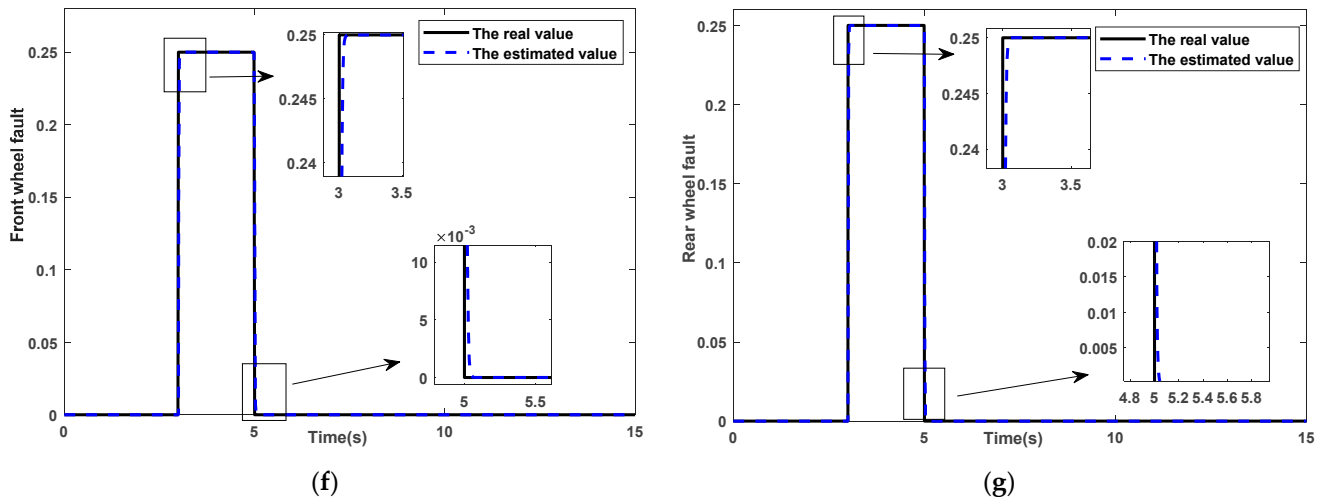 The real value
The estimated value
Front wheel fault
0.25
0.2
0.15
0.1
0.05
0
0 5 10 15
Time(s)
0.25
0.245
0.24
3 3.5
×10⁻³
10
5
0
5 5.5
(f)
The real value
The estimated value
Rear wheel fault
0.25
0.2
0.15
0.1
0.05
0
0 5 10 15
Time(s)
0.25
0.245
0.24
3 3.5
0.02
0.015
0.01
0.005
4.8 5 5.2 5.4 5.6 5.8
(g)